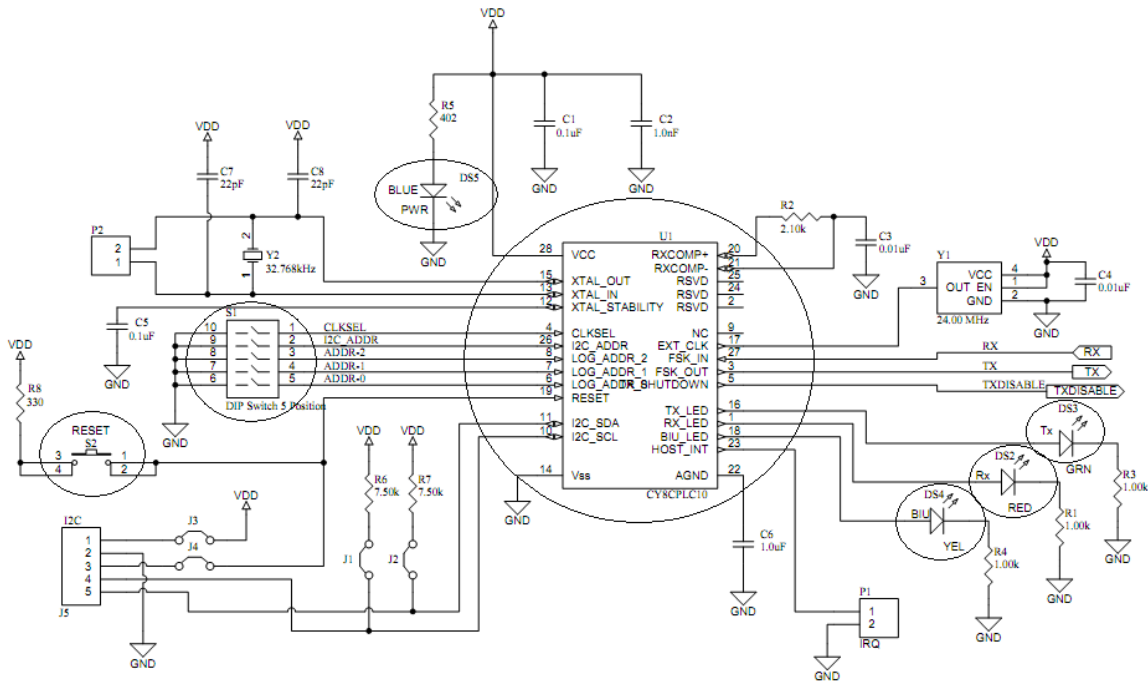 VDD
R5
402
C1
0.1uF
C2
1.0nF
GND
GND
VDD
VDD
C7
22pF
C8
22pF
BLUE
DS5
PWR
GND
P2
2
1
2
Y2
1
32.768kHz
R2
2.10k
C3
0.01uF
GND
U1
28
VCC
15
XTAL_OUT
13
XTAL_IN
12
XTAL_STABILITY
4
CLKSEL
26
I2C_ADDR
8
LOG_ADDR_2
7
LOG_ADDR_1
6
19
RESET
11
I2C_SDA
10
I2C_SCL
14
Vss
RXCOMP+
20
RXCOMP-
21
RSVD
25
RSVD
24
RSVD
2
NC
9
EXT_CLK
17
FSK_IN
27
FSK_OUT
3
SHUTDOWN
5
TX_LED
16
RX_LED
1
BIU_LED
18
HOST_INT
23
AGND
22
CY8CPLC10
Y1
3
VCC
4
OUT EN
1
GND
2
24.00 MHz
VDD
C4
0.01uF
GND
RX
RX
TX
TX
TXDISABLE
TXDISABLE
C5
0.1uF
GND
S1
10
1
CLKSEL
9
2
I2C_ADDR
8
3
ADDR-2
7
4
ADDR-1
6
5
ADDR-0
DIP Switch 5 Position
GND
VDD
R8
330
RESET
S2
3
1
4
2
VDD
VDD
R6
7.50k
R7
7.50k
J1
J2
GND
I2C
1
2
3
4
5
J5
J3
J4
VDD
GND
DS3
Tx
GRN
R3
1.00k
GND
DS2
Rx
RED
R1
1.00k
GND
DS4
BIU
YEL
R4
1.00k
GND
C6
1.0uF
GND
P1
1
2
IRQ
GND